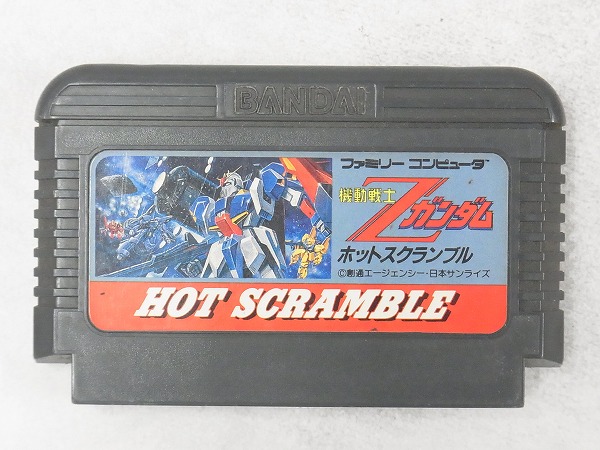 BANDAI
ファミリー コンピュータ
機動戦士
Zガンダム
ホットスクランブル
©創通エージェンシー・日本サンライズ
HOT SCRAMBLE